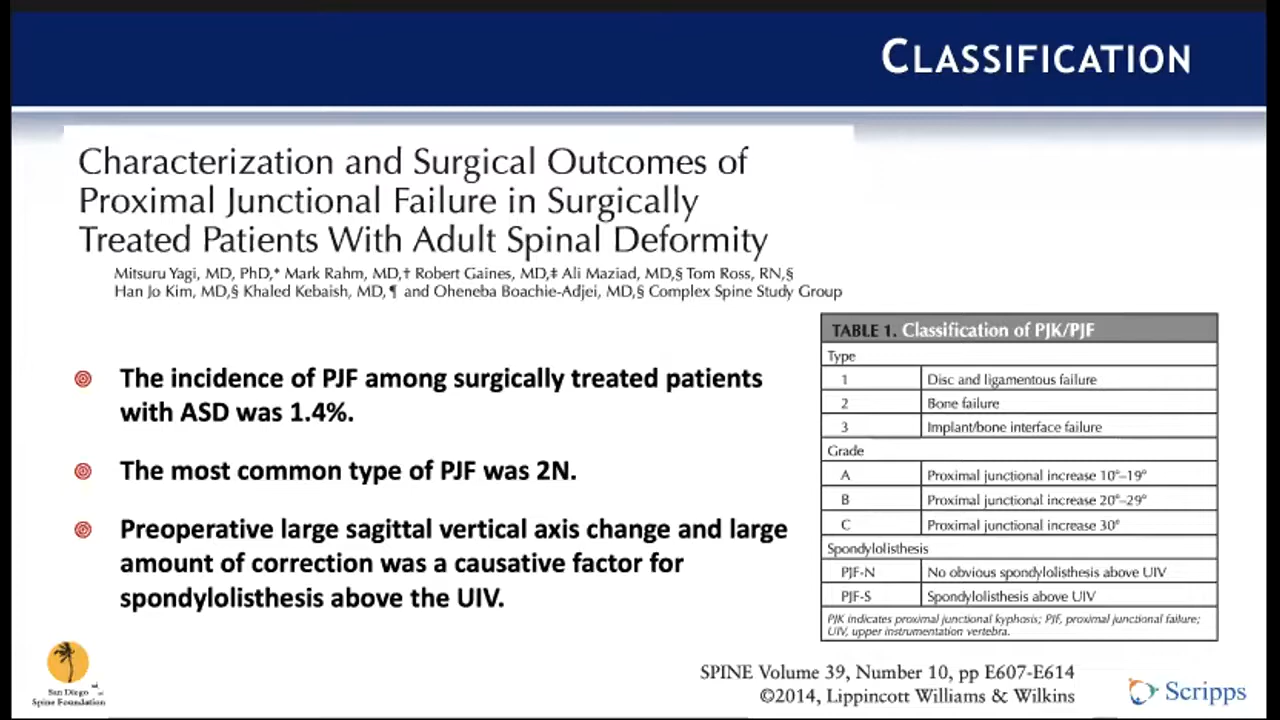 CLASSIFICATION
Characterization and Surgical Outcomes of
Proximal Junctional Failure in Surgically
Treated Patients With Adult Spinal Deformity
Mitsuru Yagi, MD, PhD,* Mark Rahm, MD,† Robert Gaines, MD,‡ Ali Maziad, MD,§ Tom Ross, RN,§
Han Jo Kim, MD,§ Khaled Kebaish, MD,¶ and Oheneba Boachie-Adjei, MD,§ Complex Spine Study Group
The incidence of PJF among surgically treated patients
with ASD was 1.4%.
The most common type of PJF was 2N.
Preoperative large sagittal vertical axis change and large
amount of correction was a causative factor for
spondylolisthesis above the UIV.
TABLE 1. Classification of PJK/PJF
Type
1 Disc and ligamentous failure
2 Bone failure
3 Implant/bone interface failure
Grade
A Proximal junctional increase 10°–19°
B Proximal junctional increase 20°–29°
C Proximal junctional increase 30°
Spondylolisthesis
PJF-N No obvious spondylolisthesis above UIV
PJF-S Spondylolisthesis above UIV
PJK indicates proximal junctional kyphosis; PJF, proximal junctional failure;
UIV, upper instrumentation vertebra.
SPINE Volume 39, Number 10, pp E607-E614
©2014, Lippincott Williams & Wilkins
San Diego
Spine Foundation
Scripps